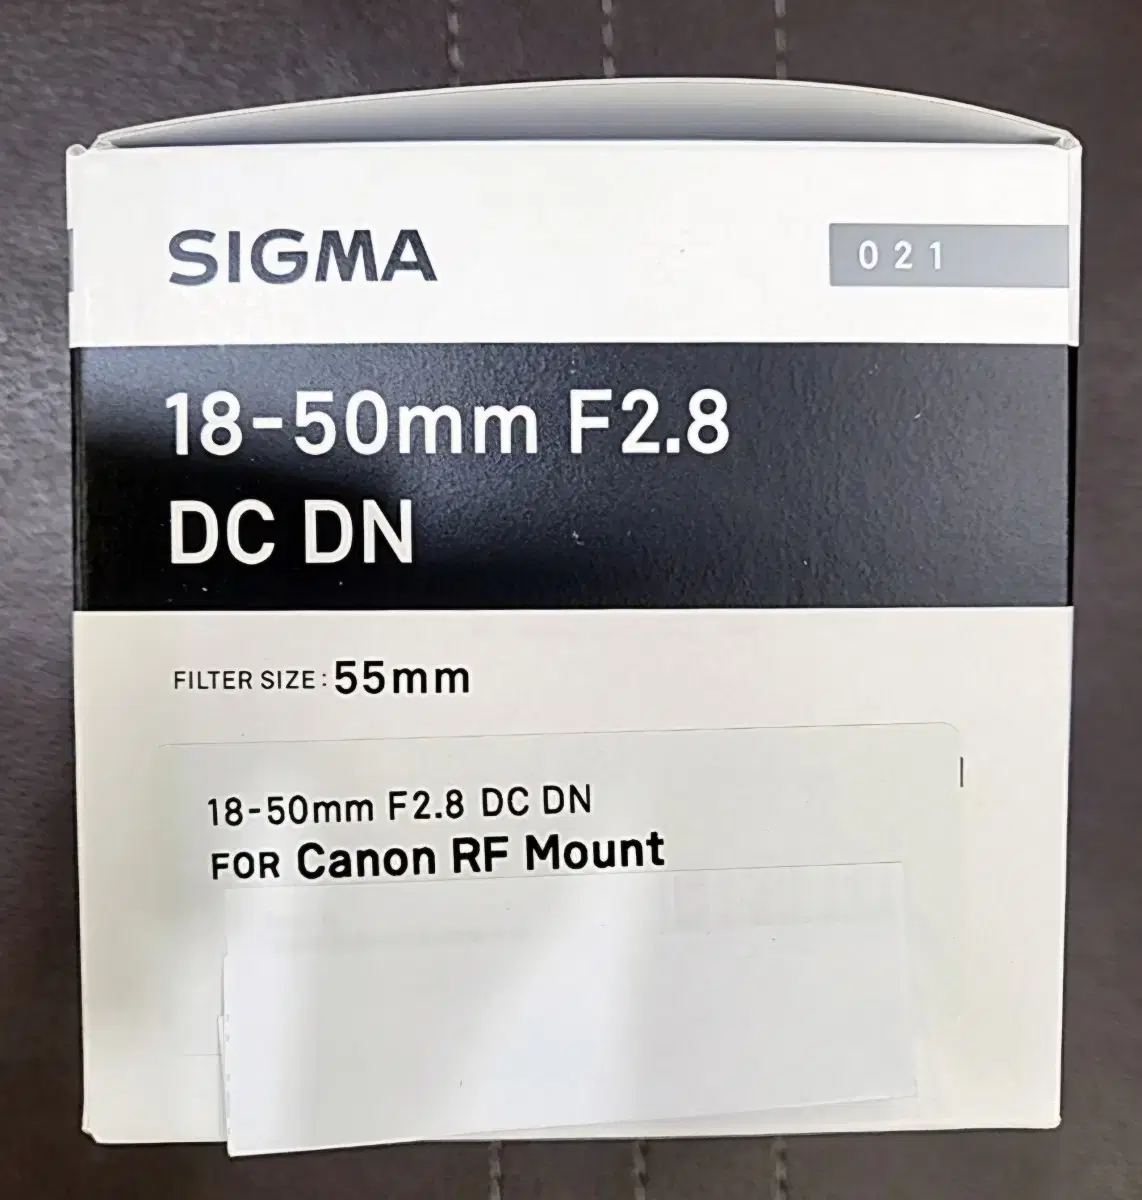 SIGMA
021
18-50mm F2.8
DC DN
FILTER SIZE: 55mm
18-50mm F2.8 DC DN
FOR Canon RF Mount